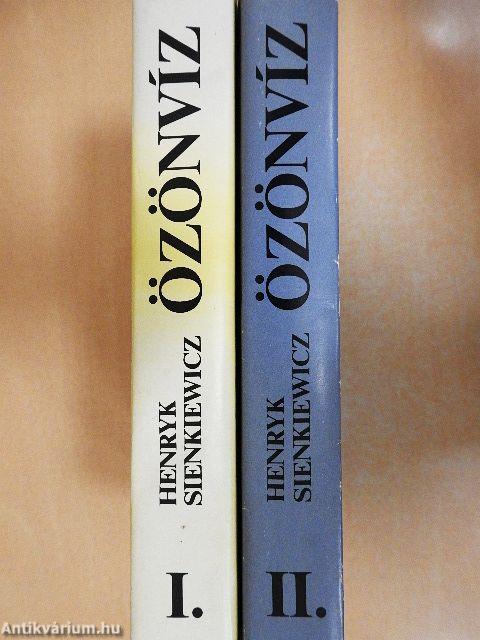 HENRYK
SIENKIEWICZ
ÖZÖNVÍZ
I.
HENRYK
SIENKIEWICZ
ÖZÖNVÍZ
II.
Antikvárium.hu